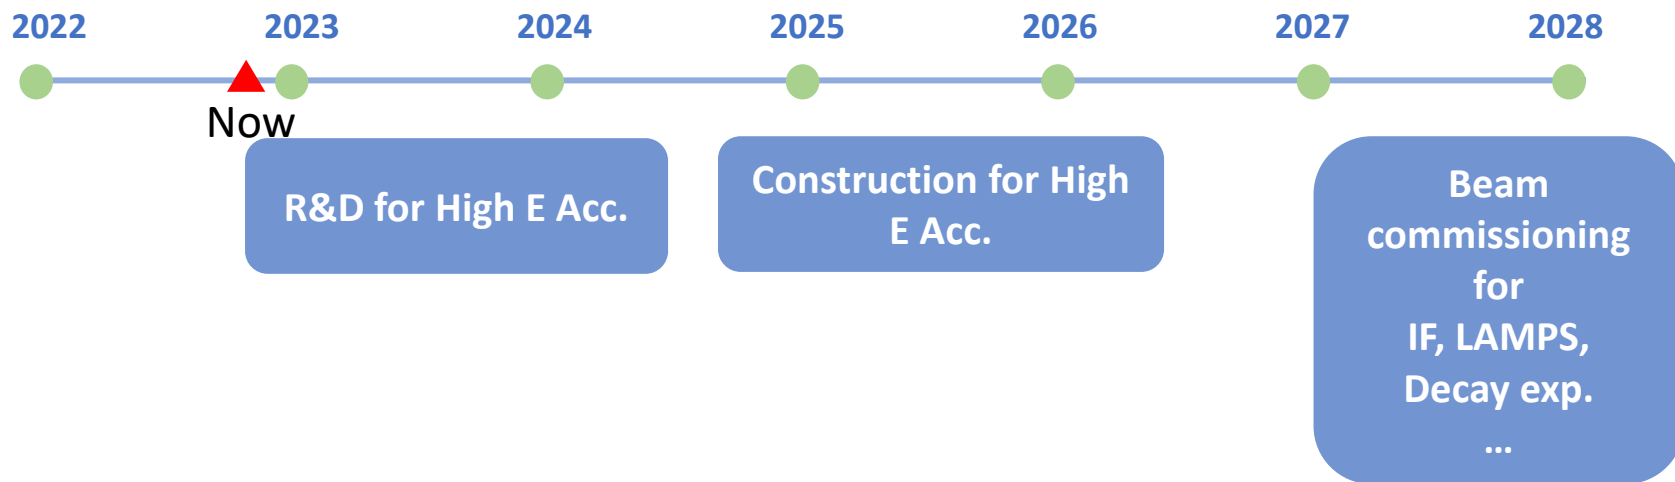 2022 2023 2024 2025 2026 2027 2028
Now
R&D for High E Acc.
Construction for High
E Acc.
Beam
commissioning
for
IF, LAMPS,
Decay exp.
...